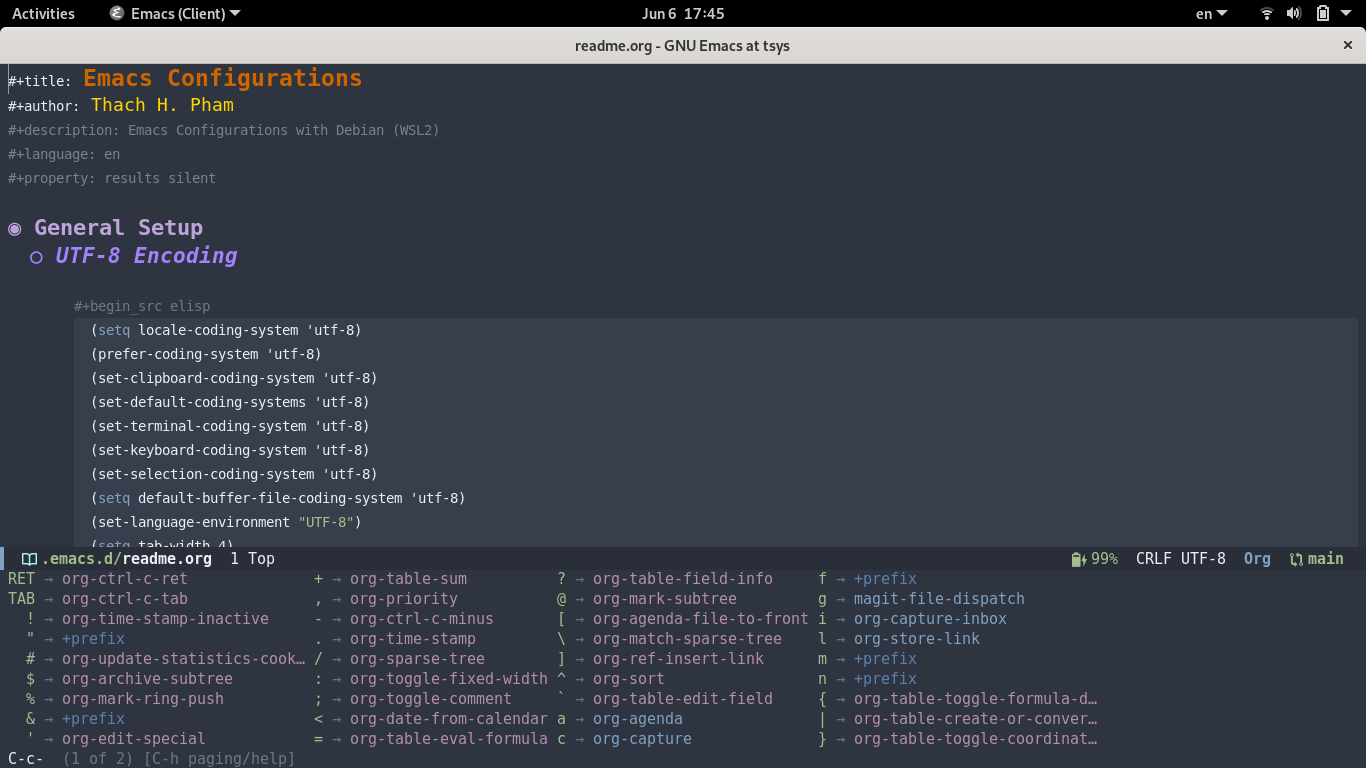 Activities Emacs (Client) Jun 6 17:45 en
readme.org - GNU Emacs at tsys ×
#+title: Emacs Configurations
#+author: Thach H. Pham
#+description: Emacs Configurations with Debian (WSL2)
#+language: en
#+property: results silent
◉ General Setup
○ UTF-8 Encoding
#+begin_src elisp
(setq locale-coding-system 'utf-8)
(prefer-coding-system 'utf-8)
(set-clipboard-coding-system 'utf-8)
(set-default-coding-systems 'utf-8)
(set-terminal-coding-system 'utf-8)
(set-keyboard-coding-system 'utf-8)
(set-selection-coding-system 'utf-8)
(setq default-buffer-file-coding-system 'utf-8)
(set-language-environment "UTF-8")
(setq tab-width 4)
.emacs.d/readme.org 1 Top 99% CRLF UTF-8 Org main
RET → org-ctrl-c-ret + → org-table-sum ? → org-table-field-info f → +prefix
TAB → org-ctrl-c-tab , → org-priority @ → org-mark-subtree g → magit-file-dispatch
! → org-time-stamp-inactive - → org-ctrl-c-minus [ → org-agenda-file-to-front i → org-capture-inbox
" → +prefix . → org-time-stamp \ → org-match-sparse-tree l → org-store-link
# → org-update-statistics-cook… / → org-sparse-tree ] → org-ref-insert-link m → +prefix
$ → org-archive-subtree : → org-toggle-fixed-width ^ → org-sort n → +prefix
% → org-mark-ring-push ; → org-toggle-comment ` → org-table-edit-field { → org-table-toggle-formula-d…
& → +prefix < → org-date-from-calendar a → org-agenda | → org-table-create-or-conver…
' → org-edit-special = → org-table-eval-formula c → org-capture } → org-table-toggle-coordinat…
C-c- (1 of 2) [C-h paging/help]